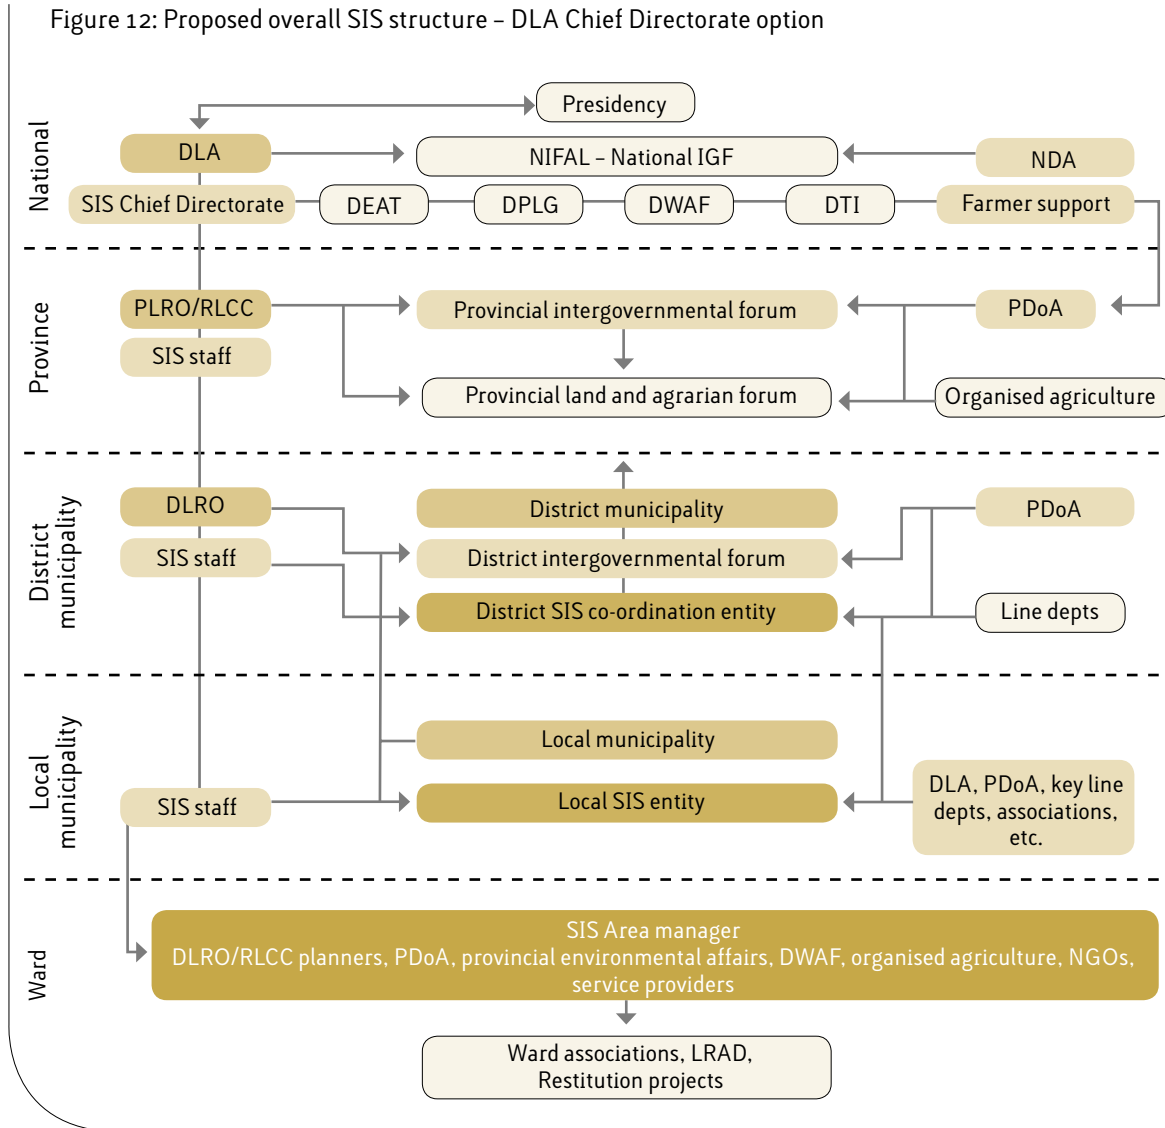 Figure 12: Proposed overall SIS structure – DLA Chief Directorate option
National
Presidency
DLA
NIFAL – National IGF
NDA
SIS Chief Directorate
DEAT
DPLG
DWAF
DTI
Farmer support
Province
PLRO/RLCC
Provincial intergovernmental forum
PDoA
SIS staff
Provincial land and agrarian forum
Organised agriculture
District
municipality
DLRO
District municipality
PDoA
SIS staff
District intergovernmental forum
District SIS co-ordination entity
Line depts
Local
municipality
Local municipality
SIS staff
Local SIS entity
DLA, PDoA, key line
depts, associations,
etc.
Ward
SIS Area manager
DLRO/RLCC planners, PDoA, provincial environmental affairs, DWAF, organised agriculture, NGOs,
service providers
Ward associations, LRAD,
Restitution projects